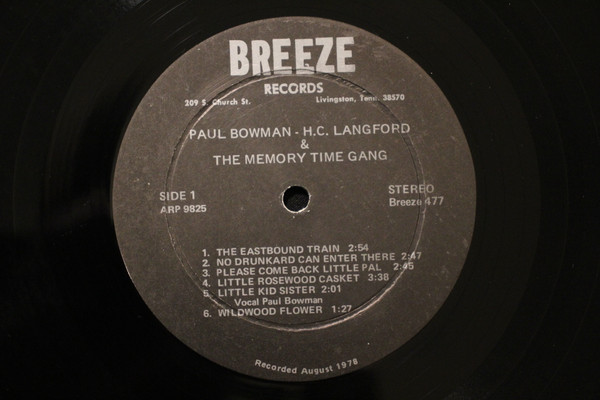 BREEZE
RECORDS
209 S. Church St. Livingston, Tenn. 38570
PAUL BOWMAN - H.C. LANGFORD
&
THE MEMORY TIME GANG
SIDE 1 STEREO
ARP 9825 Breeze 477
1. THE EASTBOUND TRAIN 2:54
2. NO DRUNKARD CAN ENTER THERE 2:47
3. PLEASE COME BACK LITTLE PAL 2:45
4. LITTLE ROSEWOOD CASKET 3:38
5. LITTLE KID SISTER 2:01
Vocal Paul Bowman
6. WILDWOOD FLOWER 1:27
Recorded August 1978